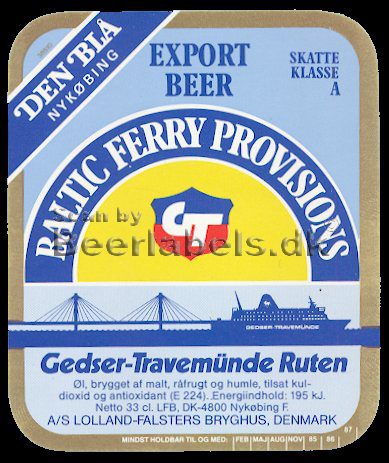 DEN BLÅ
NYKØBING
EXPORT
BEER
SKATTE
KLASSE
A
BALTIC FERRY PROVISIONS
GT
Scan by
Beerlabels.dk
GEDSER-TRAVEMÜNDE
Gedser-Travemünde Ruten
Øl, brygget af malt, råfrugt og humle, tilsat kul-
dioxid og antioxidant (E 224). Energiindhold: 195 kJ.
Netto 33 cl. LFB, DK-4800 Nykøbing F.
A/S LOLLAND-FALSTERS BRYGHUS, DENMARK
MINDST HOLDBAR TIL OG MED: FEB MAJ AUG NOV 85 86 87